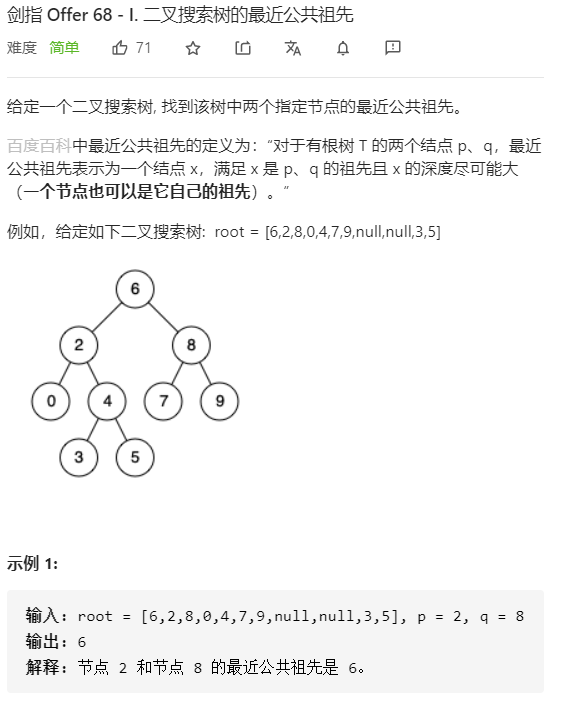 剑指 Offer 68 - I. 二叉搜索树的最近公共祖先
难度 简单 71
给定一个二叉搜索树, 找到该树中两个指定节点的最近公共祖先。
百度百科中最近公共祖先的定义为：“对于有根树 T 的两个结点 p、q，最近
公共祖先表示为一个结点 x，满足 x 是 p、q 的祖先且 x 的深度尽可能大
（一个节点也可以是它自己的祖先）。”
例如，给定如下二叉搜索树: root = [6,2,8,0,4,7,9,null,null,3,5]
6
2 8
0 4 7 9
3 5
示例 1:
输入: root = [6,2,8,0,4,7,9,null,null,3,5], p = 2, q = 8
输出: 6
解释: 节点 2 和节点 8 的最近公共祖先是 6。